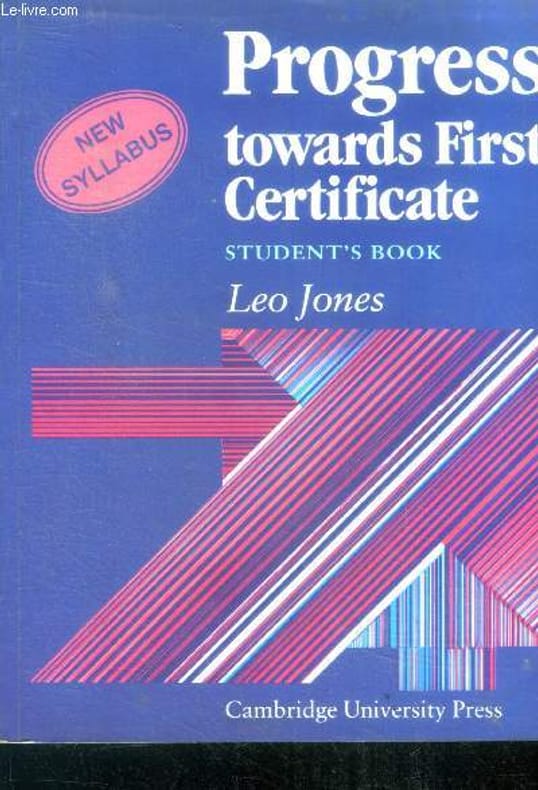 Le-livre.com
Progress
towards First
Certificate
STUDENT'S BOOK
Leo Jones
NEW
SYLLABUS
Cambridge University Press